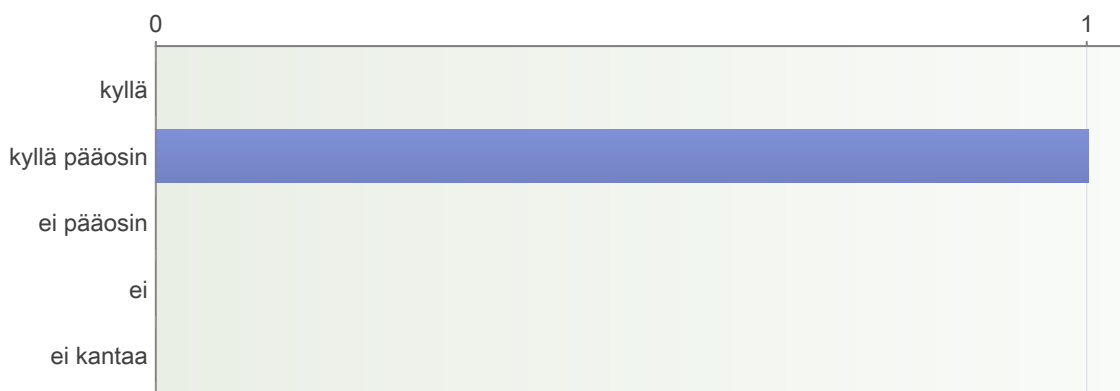 0 1
kyllä
kyllä pääosin
ei pääosin
ei
ei kantaa